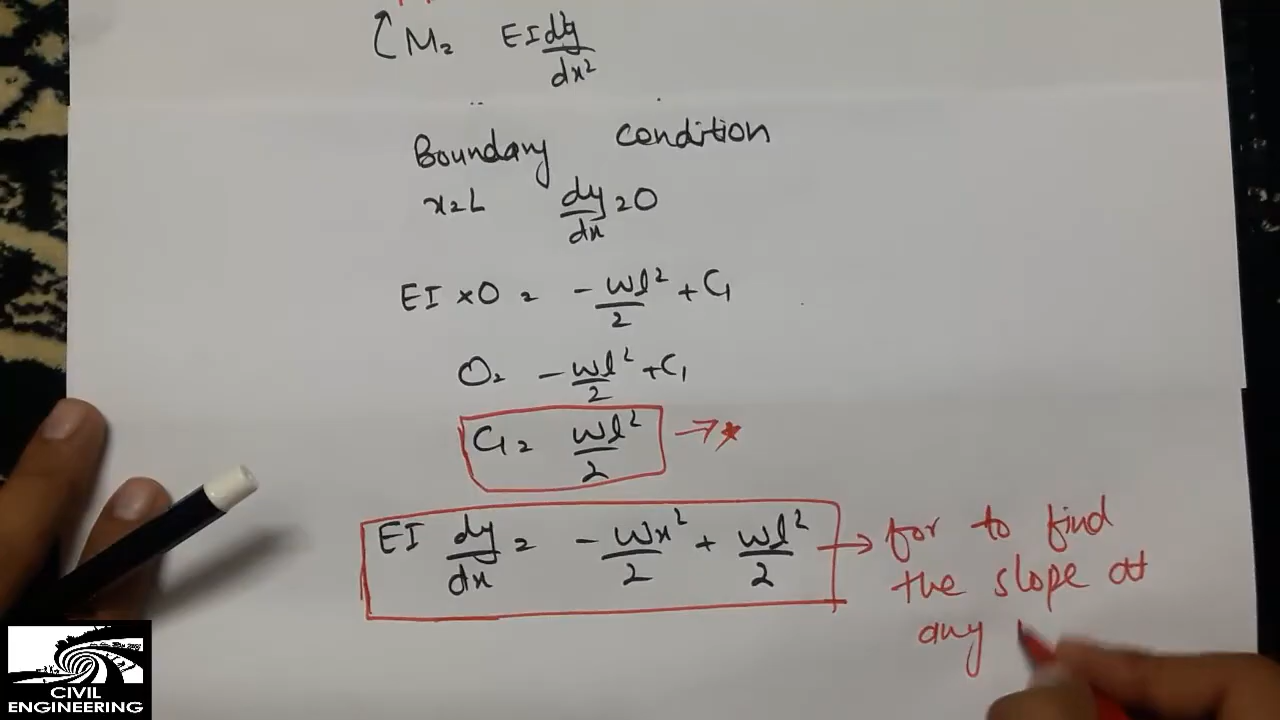 M = EI d²y/dx²
Boundary condition
x=L dy/dx = 0
EI × 0 = - Wl²/2 + C₁
0 = - Wl²/2 + C₁
C₁ = Wl²/2 → *
EI dy/dx = - Wx²/2 + Wl²/2 → for to find
the slope at
any
CIVIL
ENGINEERING